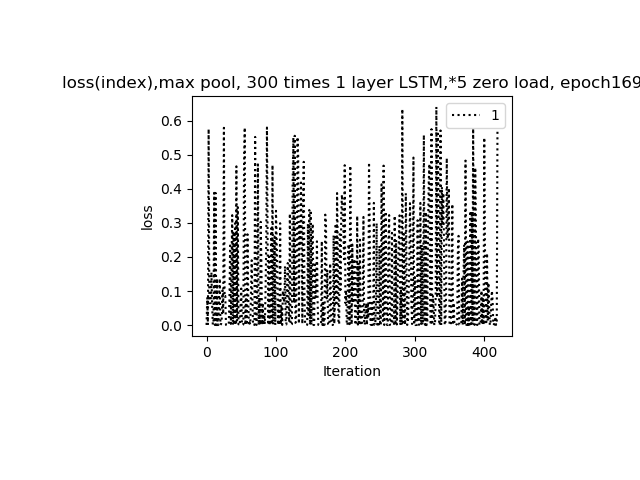 loss(index),max pool, 300 times 1 layer LSTM,*5 zero load, epoch169
1
0.6
0.5
0.4
0.3
0.2
0.1
0.0
loss
0 100 200 300 400
Iteration